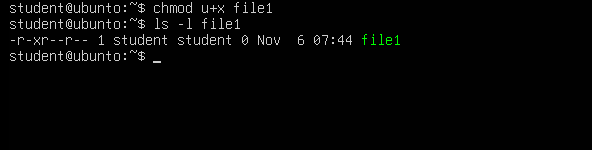 student@ubunto:~$ chmod u+x file1
student@ubunto:~$ ls -l file1
-r-xr--r-- 1 student student 0 Nov  6 07:44 file1
student@ubunto:~$ _